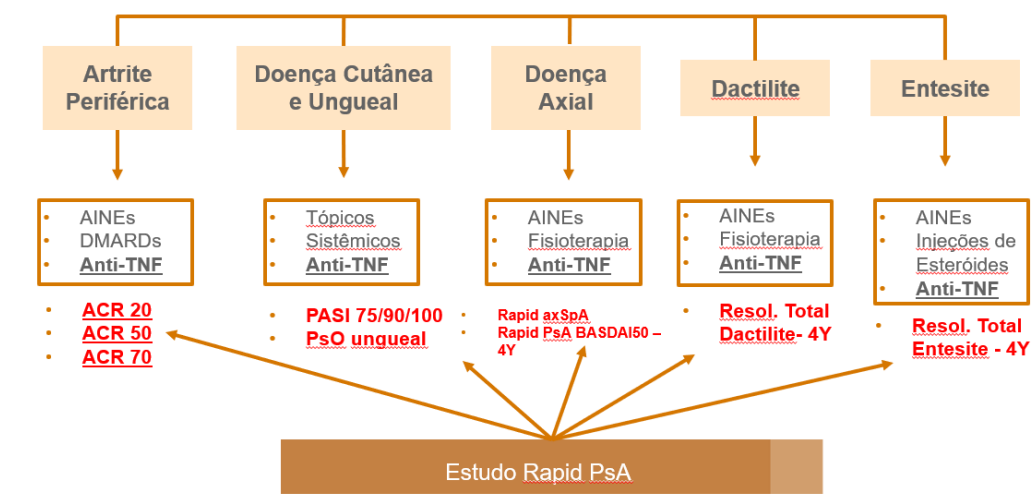 Artrite
Periférica
Doença Cutânea
e Ungueal
Doença
Axial
Dactilite
Entesite
• AINEs
• DMARDs
• Anti-TNF
• Tópicos
• Sistêmicos
• Anti-TNF
• AINEs
• Fisioterapia
• Anti-TNF
• AINEs
• Fisioterapia
• Anti-TNF
• AINEs
• Injeções de
Esteróides
• Anti-TNF
• ACR 20
• ACR 50
• ACR 70
• PASI 75/90/100
• PsO ungueal
• Rapid axSpA
• Rapid PsA BASDAI50 –
4Y
• Resol. Total
Dactilite- 4Y
• Resol. Total
Entesite - 4Y
Estudo Rapid PsA